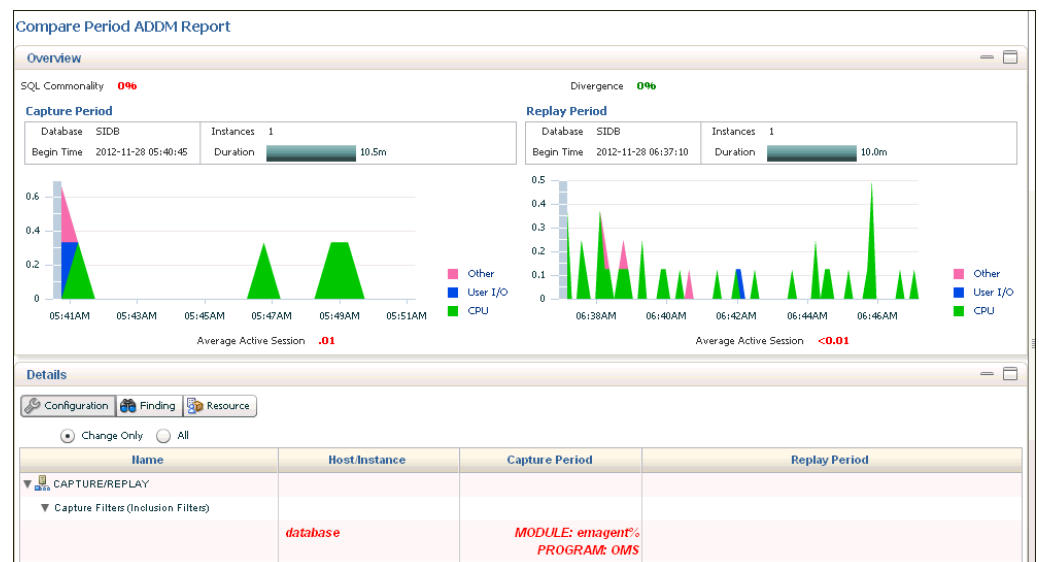 Compare Period ADDM Report
Overview
SQL Commonality 0%
Divergence 0%
Capture Period
Database SIDB Instances 1
Begin Time 2012-11-28 05:40:45 Duration 10.5m
Replay Period
Database SIDB Instances 1
Begin Time 2012-11-28 06:37:10 Duration 10.0m
0.6
0.4
0.2
0
05:41AM 05:43AM 05:45AM 05:47AM 05:49AM 05:51AM
Other
User I/O
CPU
Average Active Session .01
0.5
0.4
0.3
0.2
0.1
0
06:38AM 06:40AM 06:42AM 06:44AM 06:46AM
Other
User I/O
CPU
Average Active Session <0.01
Details
Configuration Finding Resource
Change Only All
Name Host/Instance Capture Period Replay Period
CAPTURE/REPLAY
Capture Filters (Inclusion Filters)
database MODULE: emagent%
PROGRAM: OMS